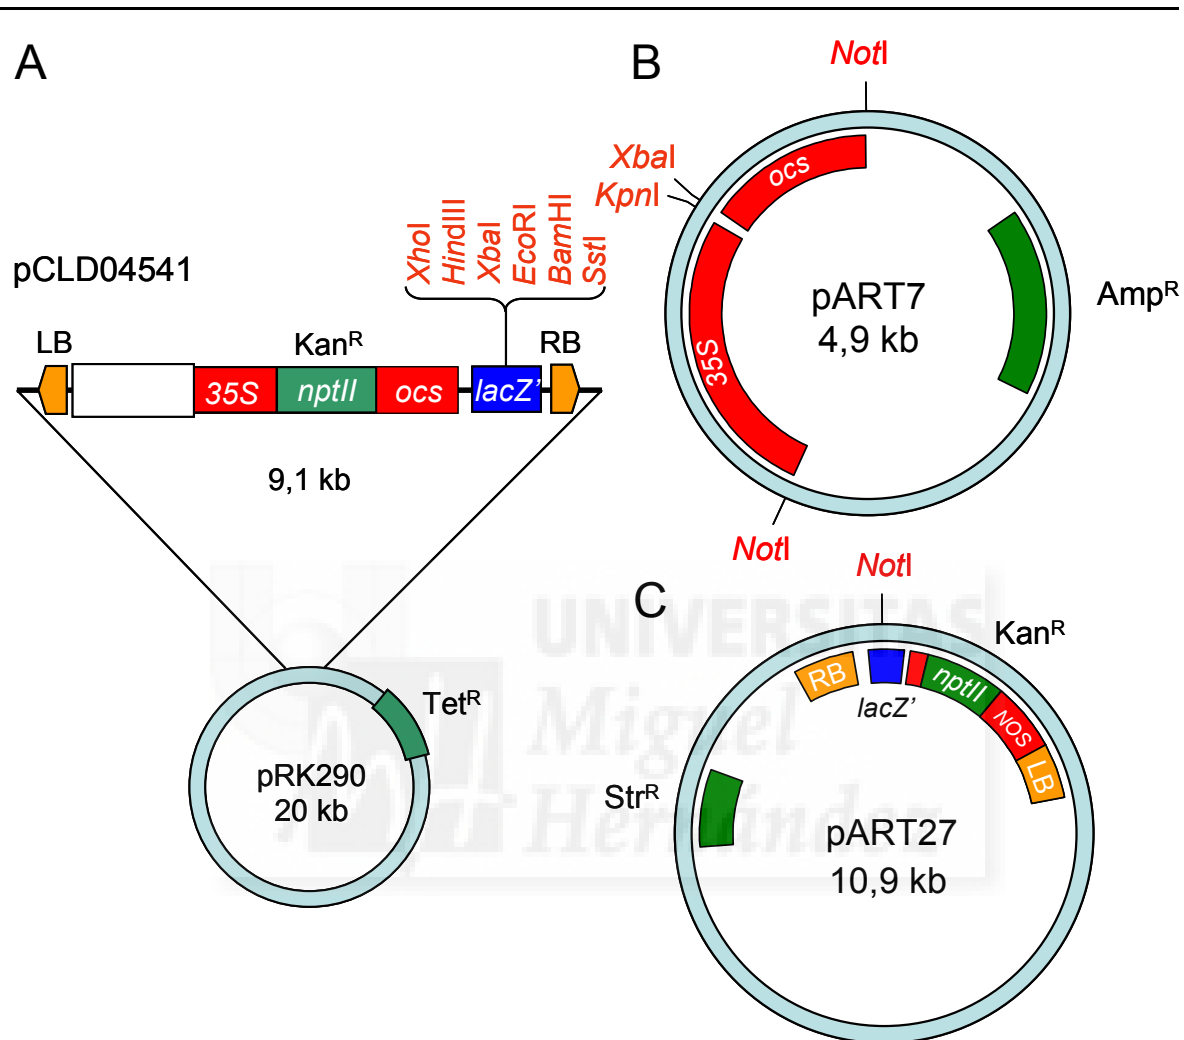 A
pCLD04541
XhoI
HindIII
XbaI
EcoRI
BamHI
SstI
LB
KanR
RB
35S
nptII
ocs
lacZ’
9,1 kb
TetR
pRK290
20 kb
B
NotI
XbaI
KpnI
ocs
35S
pART7
4,9 kb
AmpR
NotI
C
NotI
KanR
RB
lacZ’
nptII
NOS
LB
StrR
pART27
10,9 kb
UNIVERSITAS
Miguel
Hernández